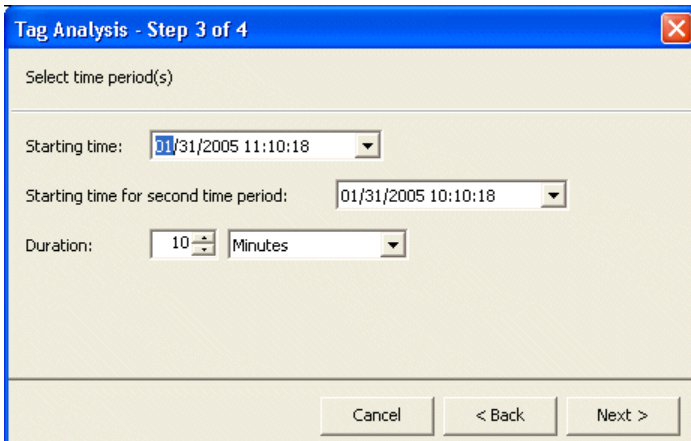 Tag Analysis - Step 3 of 4
Select time period(s)
Starting time: 01/31/2005 11:10:18
Starting time for second time period: 01/31/2005 10:10:18
Duration: 10 Minutes
Cancel < Back Next >